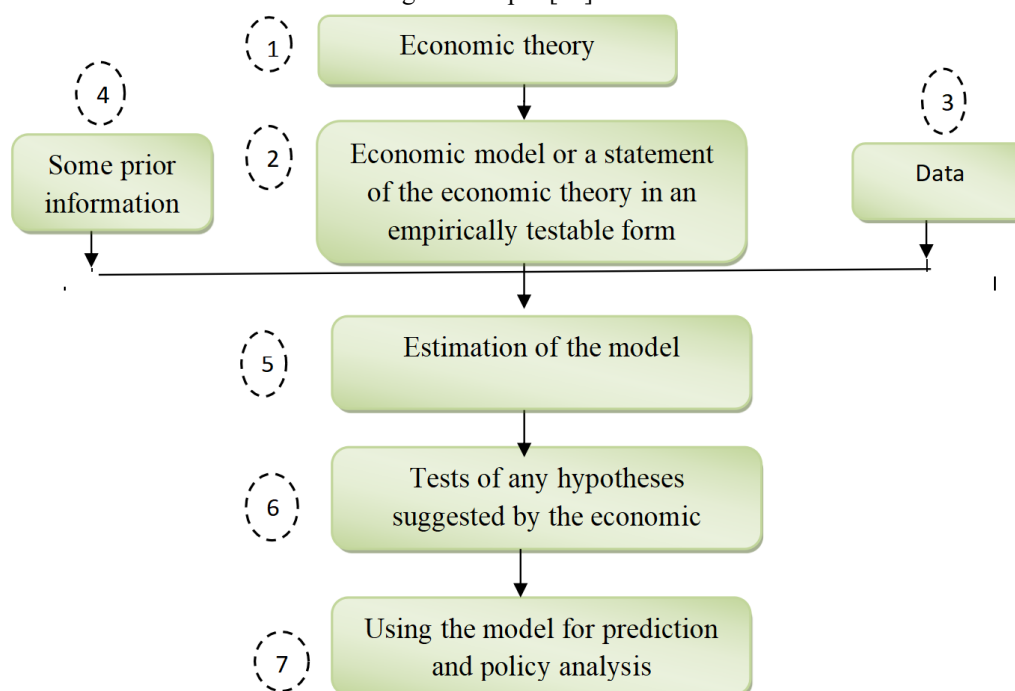 1
Economic theory
4
3
Some prior
information
2
Economic model or a statement
of the economic theory in an
empirically testable form
Data
5
Estimation of the model
6
Tests of any hypotheses
suggested by the economic
7
Using the model for prediction
and policy analysis